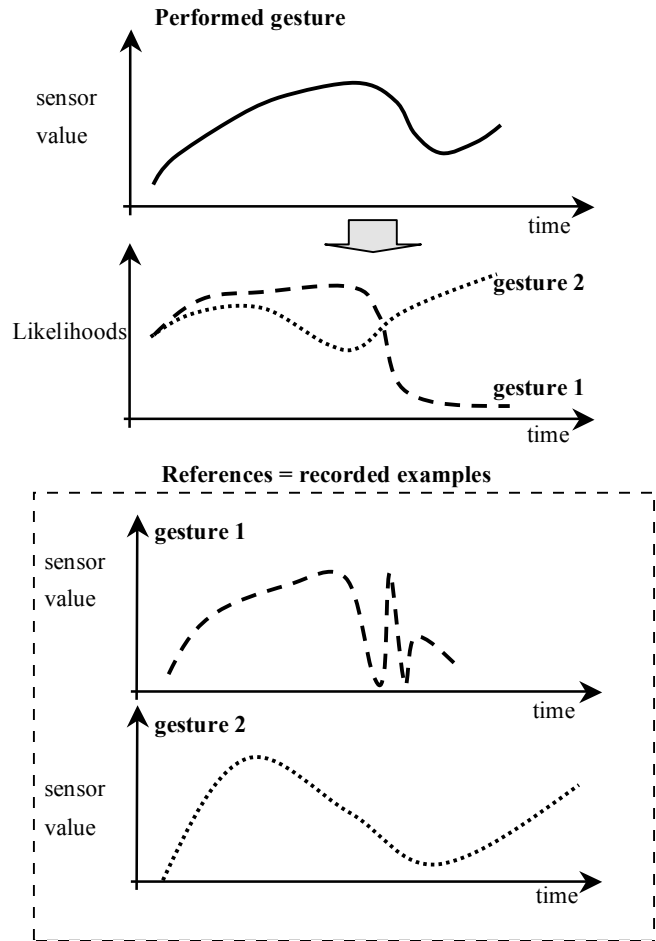 Performed gesture
sensor
value
time
gesture 2
Likelihoods
gesture 1
time
References = recorded examples
gesture 1
sensor
value
time
gesture 2
sensor
value
time